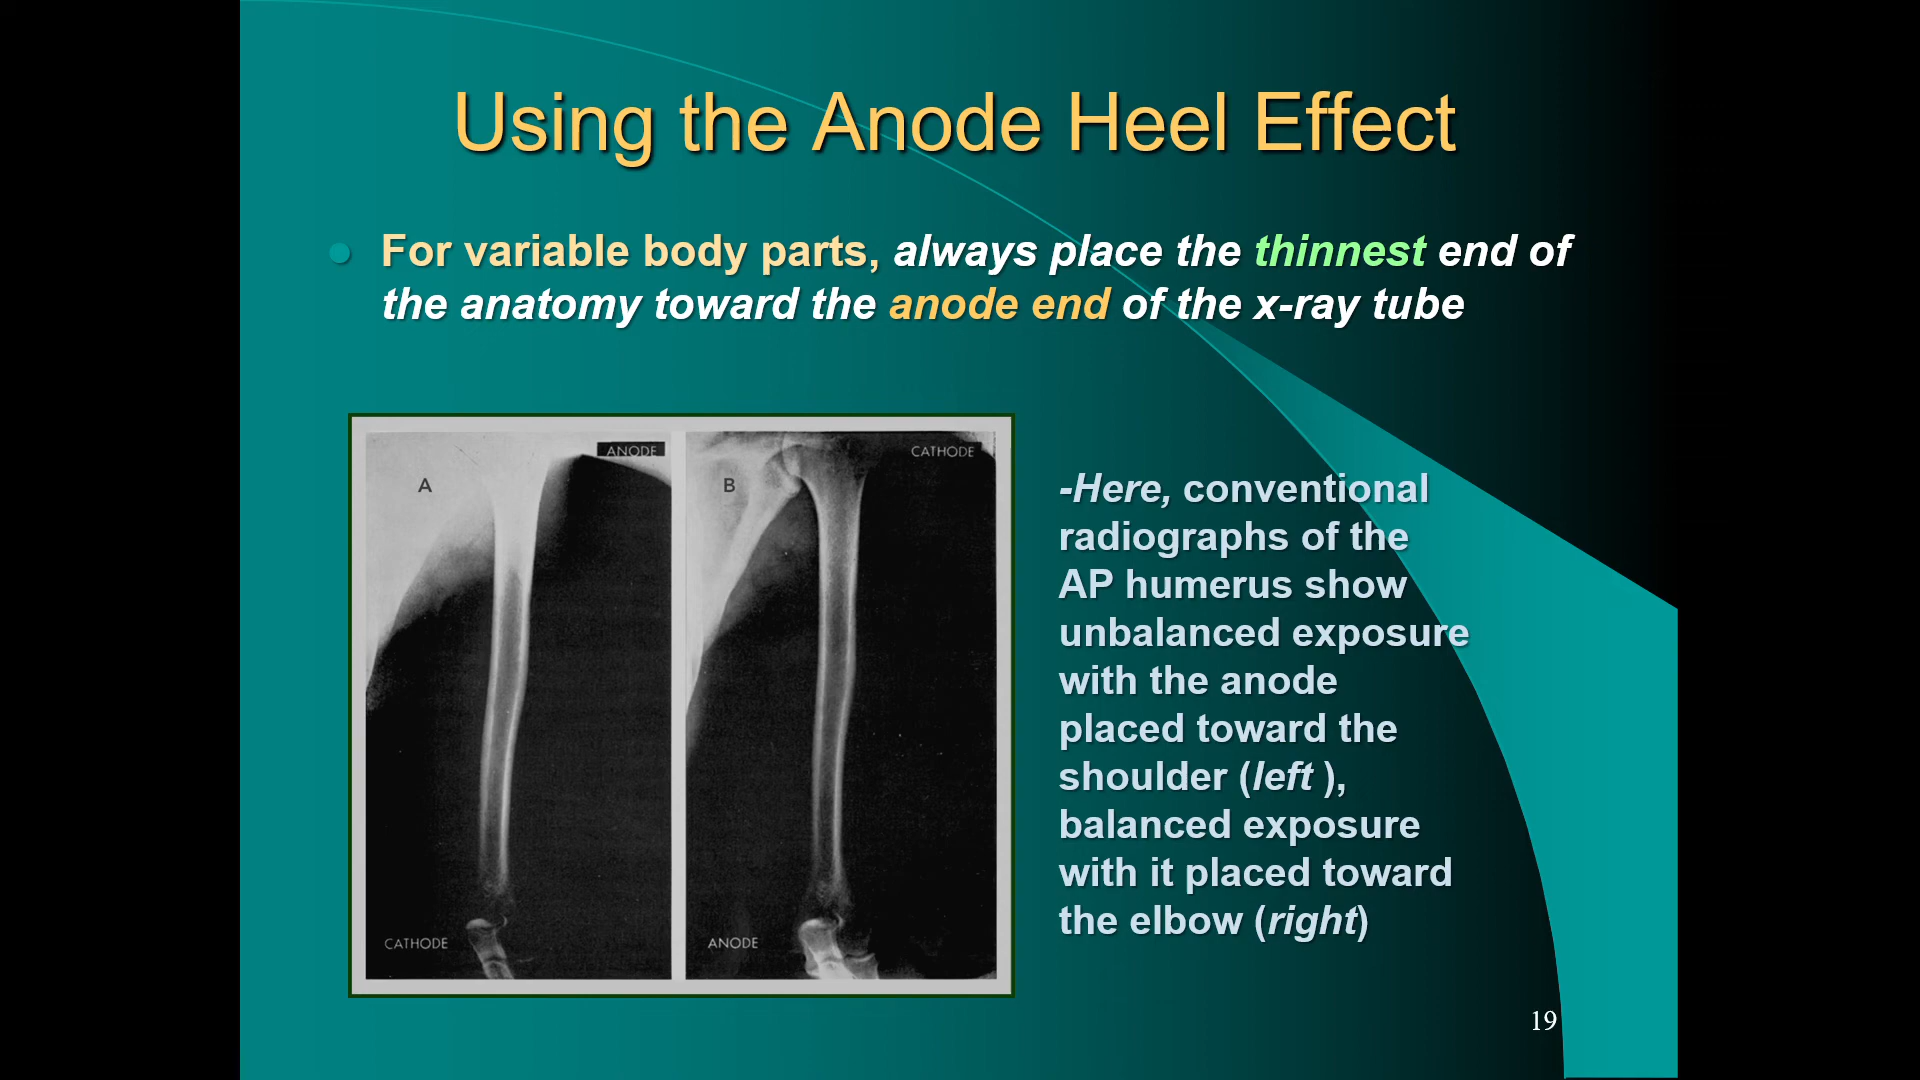 Using the Anode Heel Effect
For variable body parts, always place the thinnest end of
the anatomy toward the anode end of the x-ray tube
ANODE
A
CATHODE
CATHODE
B
ANODE
-Here, conventional
radiographs of the
AP humerus show
unbalanced exposure
with the anode
placed toward the
shoulder (left ),
balanced exposure
with it placed toward
the elbow (right)
19